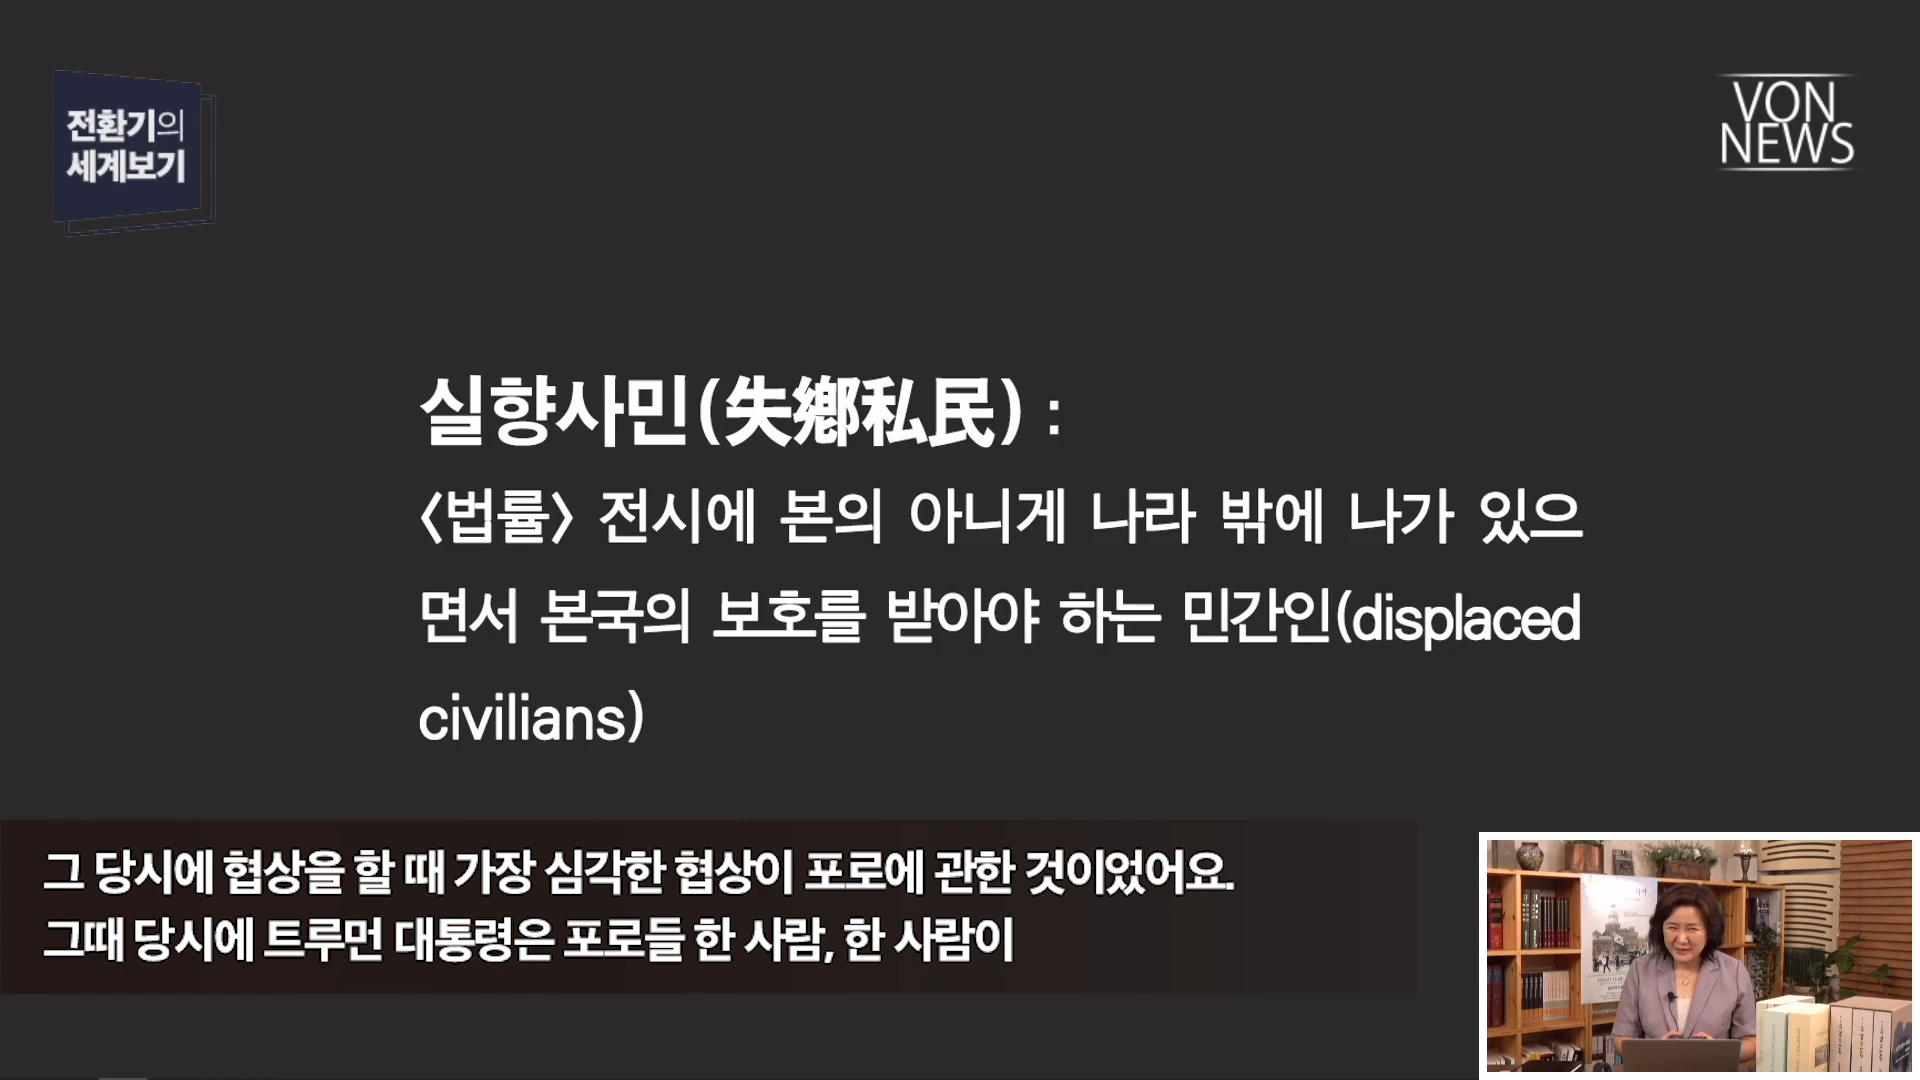 전환기의
세계보기
VON
NEWS
실향사민(失鄕私民) :
<법률> 전시에 본의 아니게 나라 밖에 나가 있으
면서 본국의 보호를 받아야 하는 민간인(displaced
civilians)
그 당시에 협상을 할 때 가장 심각한 협상이 포로에 관한 것이었어요.
그때 당시에 트루먼 대통령은 포로들 한 사람, 한 사람이